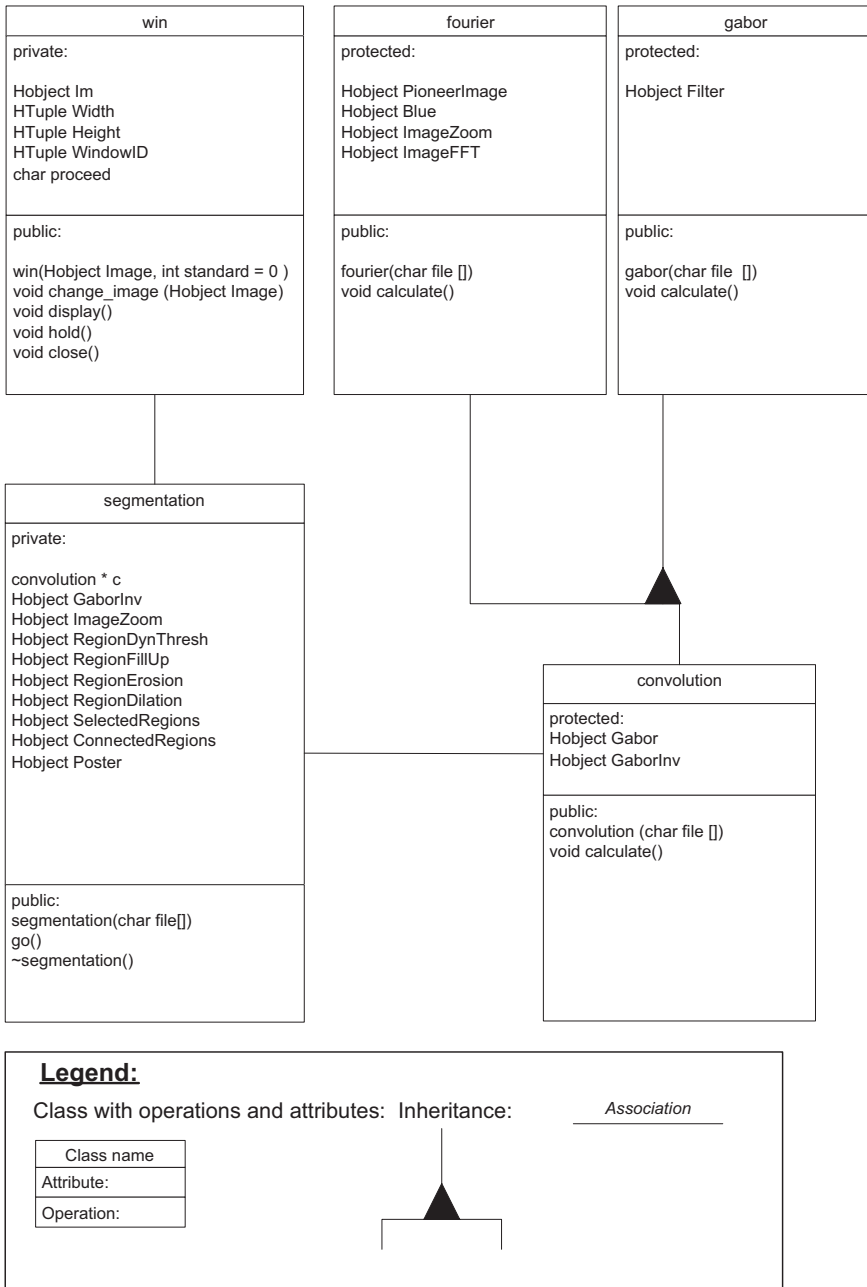 win
private:
Hobject Im
HTuple Width
HTuple Height
HTuple WindowID
char proceed
public:
win(Hobject Image, int standard = 0 )
void change_image (Hobject Image)
void display()
void hold()
void close()
fourier
protected:
Hobject PioneerImage
Hobject Blue
Hobject ImageZoom
Hobject ImageFFT
public:
fourier(char file [])
void calculate()
gabor
protected:
Hobject Filter
public:
gabor(char file [])
void calculate()
segmentation
private:
convolution * c
Hobject GaborInv
Hobject ImageZoom
Hobject RegionDynThresh
Hobject RegionFillUp
Hobject RegionErosion
Hobject RegionDilation
Hobject SelectedRegions
Hobject ConnectedRegions
Hobject Poster
public:
segmentation(char file[])
go()
~segmentation()
convolution
protected:
Hobject Gabor
Hobject GaborInv
public:
convolution (char file [])
void calculate()
Legend:
Class with operations and attributes:
Class name
Attribute:
Operation:
Inheritance:
Association